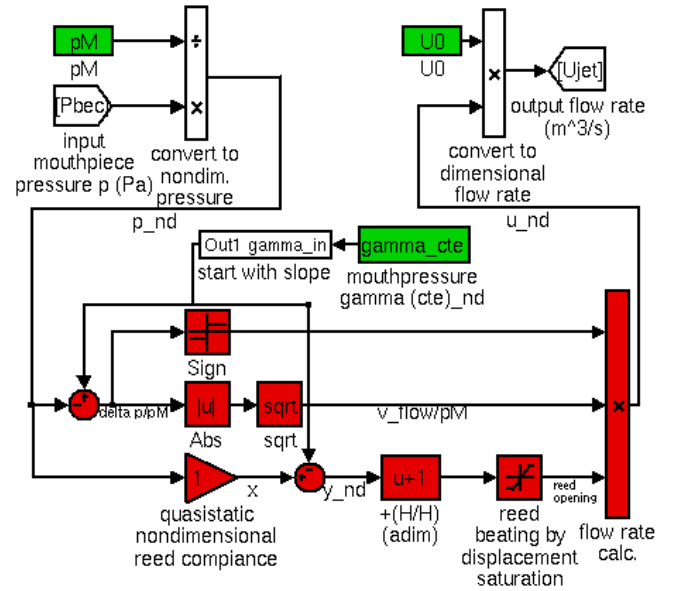 pM
pM
÷
×
[Pbec]
input
mouthpiece
pressure p (Pa)
convert to
nondim.
pressure
p_nd
U0
U0
×
[Ujet]
output flow rate
(m^3/s)
convert to
dimensional
flow rate
u_nd
Out1 gamma_in
start with slope
gamma_cte
mouthpressure
gamma (cte)_nd
Sign
delta p/pM
|u|
Abs
sqrt
sqrt
v_flow/pM
×
1
quasistatic
nondimensional
reed compiance
x
y_nd
u+1
+(H/H)
(adim)
reed
beating by
displacement
saturation
reed
opening
flow rate
calc.